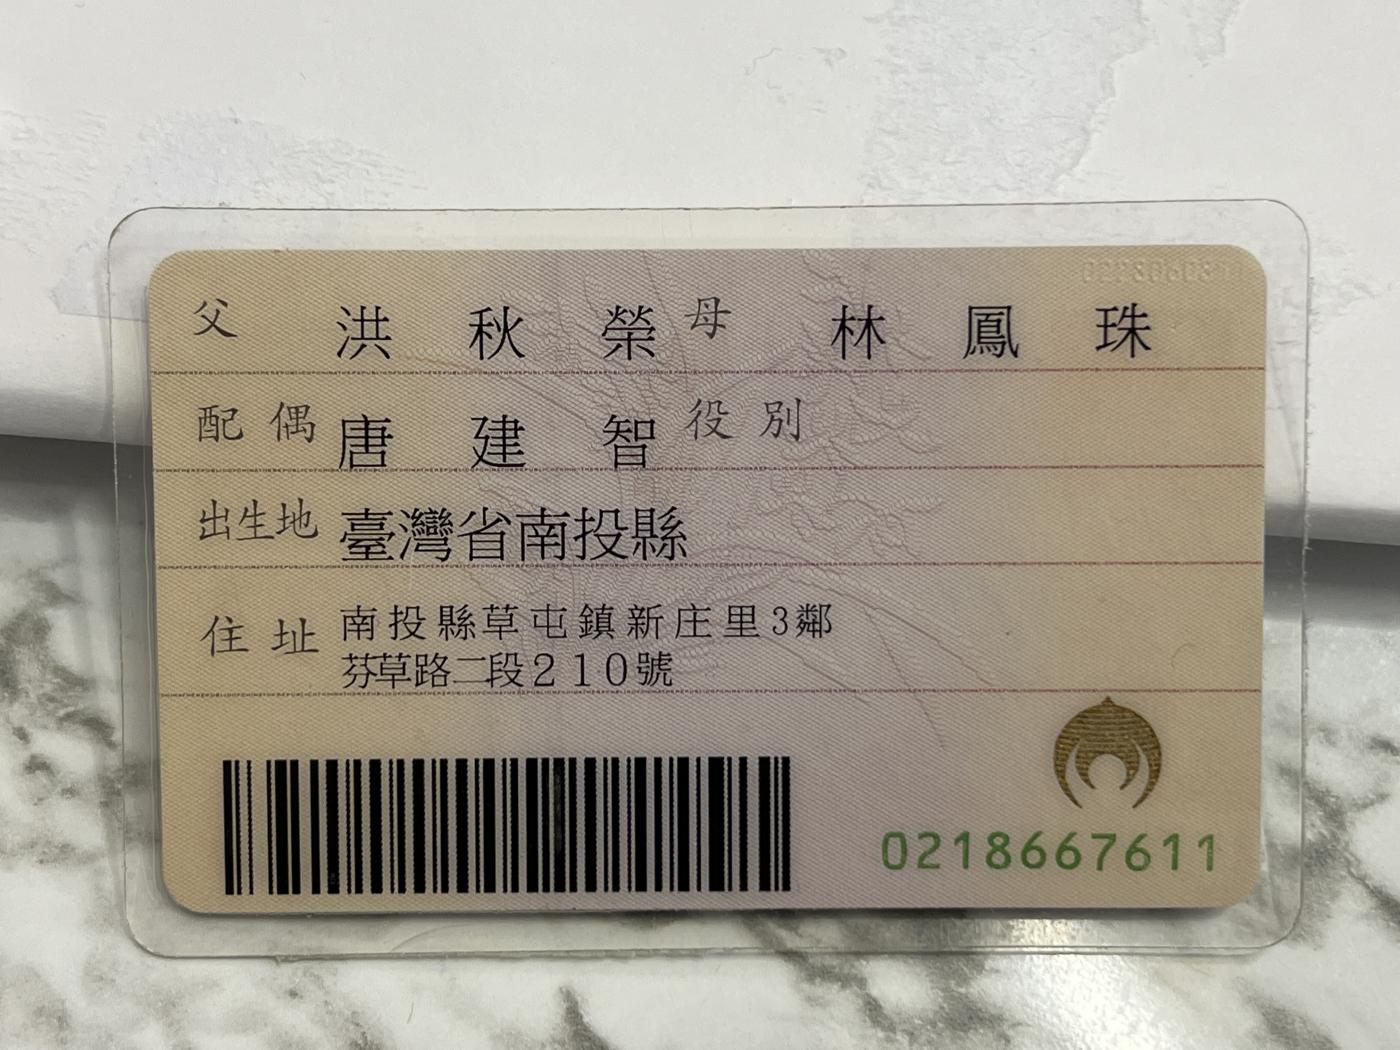 父 洪秋榮 母 林鳳珠
配偶 唐建智 役別
出生地 臺灣省南投縣
住址 南投縣草屯鎮新庄里3鄰
芬草路二段210號
0218667611